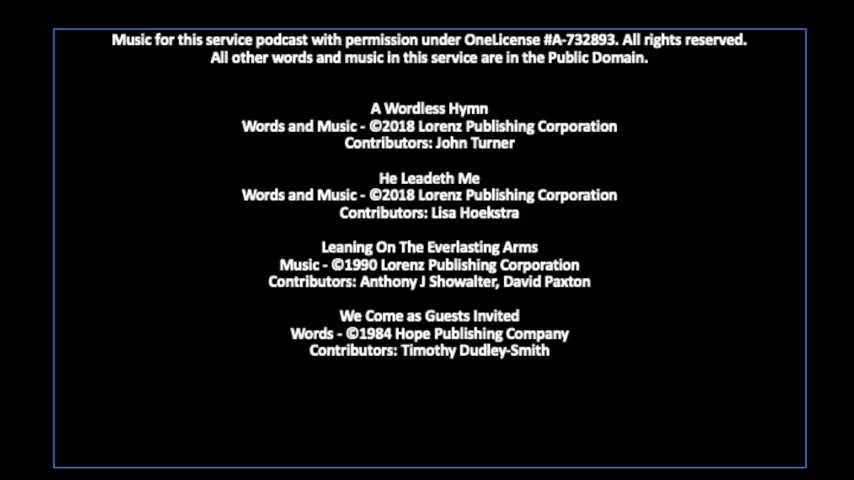 Music for this service podcast with permission under OneLicense #A-732893. All rights reserved.
All other words and music in this service are in the Public Domain.
A Wordless Hymn
Words and Music - ©2018 Lorenz Publishing Corporation
Contributors: John Turner
He Leadeth Me
Words and Music - ©2018 Lorenz Publishing Corporation
Contributors: Lisa Hoekstra
Leaning On The Everlasting Arms
Music - ©1990 Lorenz Publishing Corporation
Contributors: Anthony J Showalter, David Paxton
We Come as Guests Invited
Words - ©1984 Hope Publishing Company
Contributors: Timothy Dudley-Smith